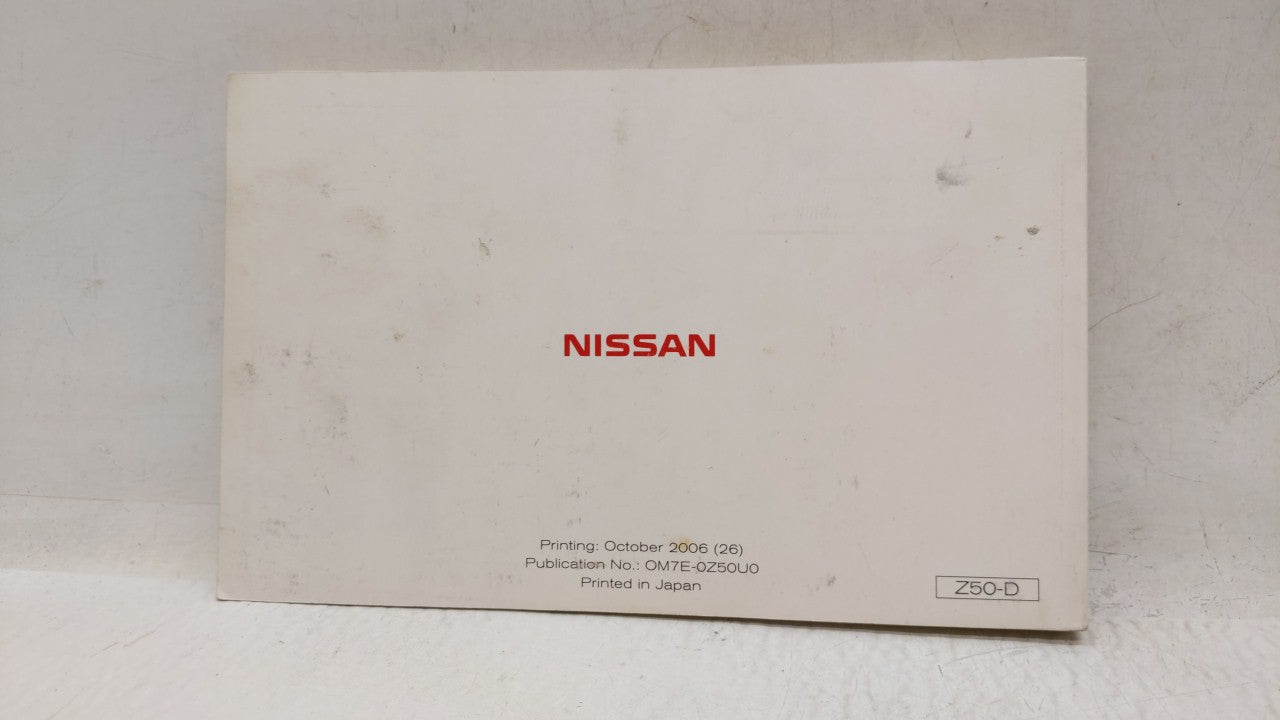 NISSAN
Printing: October 2006 (26)
Publication No.: OM7E-0Z50U0
Printed in Japan
Z50-D